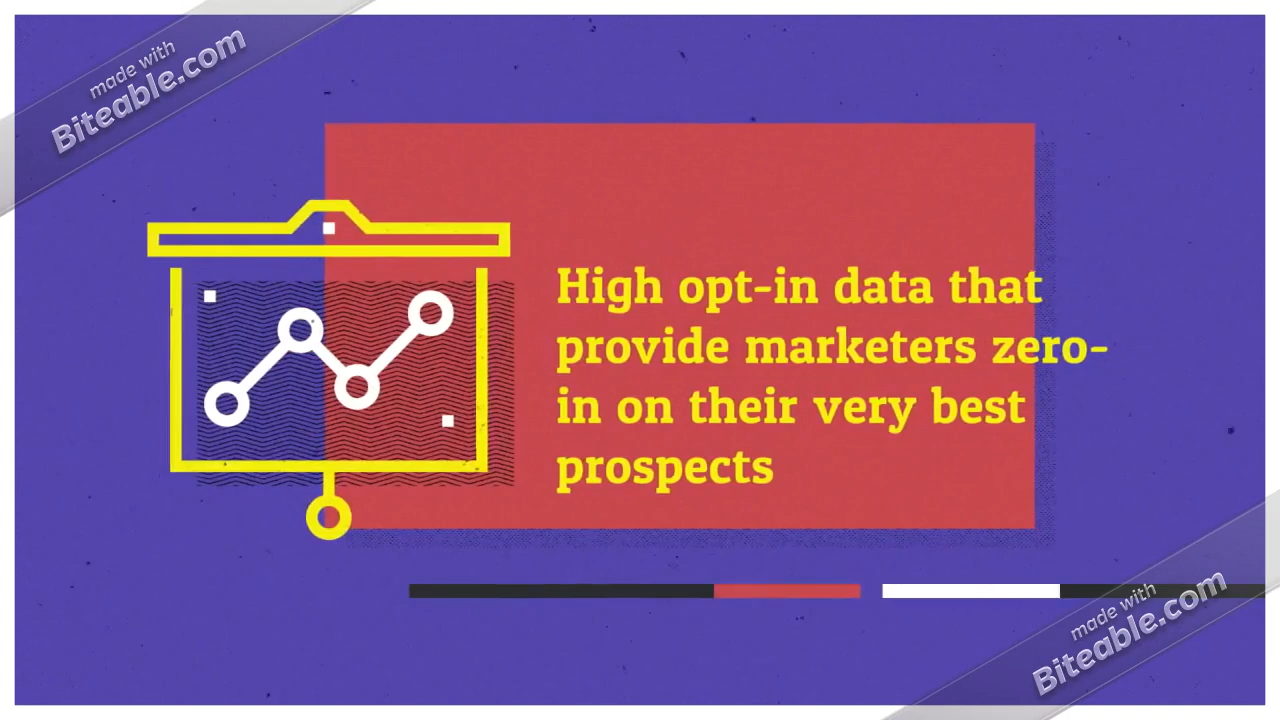 made with
Biteable.com
High opt-in data that
provide marketers zero-
in on their very best
prospects
made with
Biteable.com